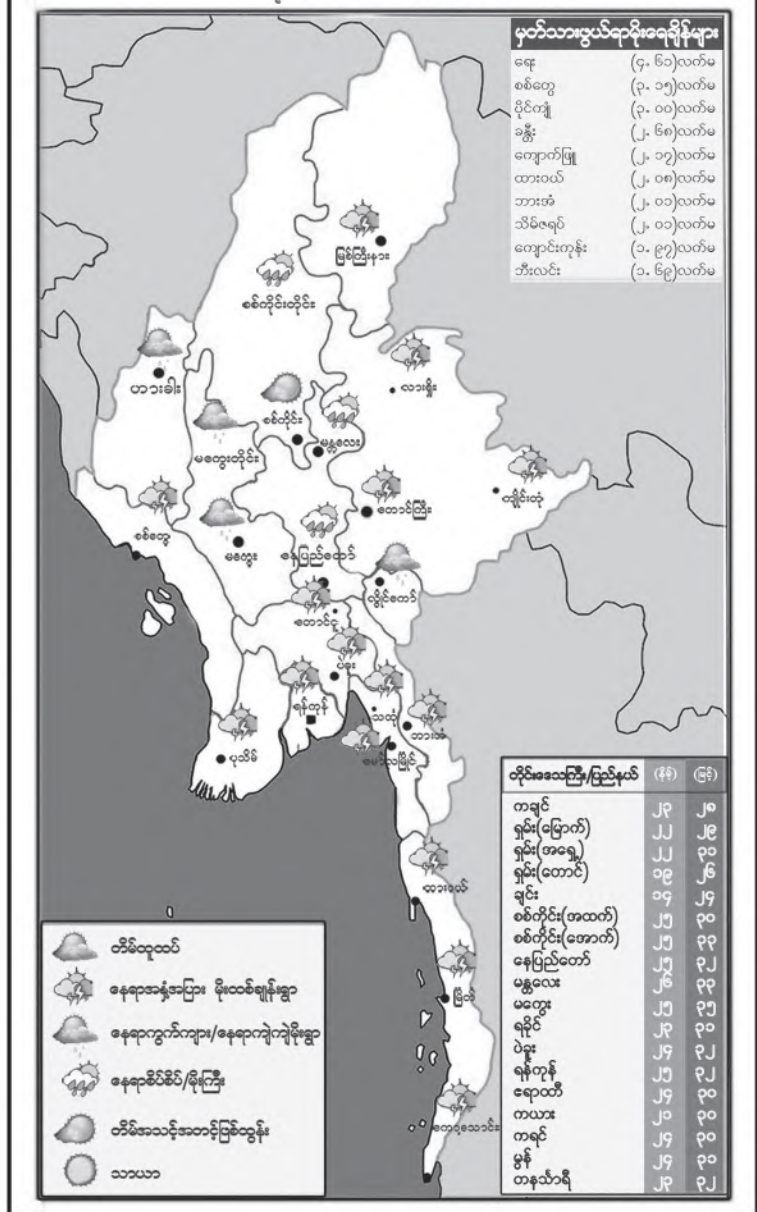 မှတ်သားဖွယ်ရာမိုးရေချိန်များ
ရေး (၄.၆၁)လက်မ
စစ်တွေ (၃.၁၅)လက်မ
ပိုင်ကျုံ (၃.၀၀)လက်မ
ခန္တီး (၂.၆၈)လက်မ
ကျောက်ဖြူ (၂.၁၇)လက်မ
ထားဝယ် (၂.၀၈)လက်မ
ဘားအံ (၂.၀၁)လက်မ
သိမ်ဇရပ် (၂.၀၁)လက်မ
ကျောင်းကုန်း (၁.၉၇)လက်မ
ဘီးလင်း (၁.၆၉)လက်မ
မြစ်ကြီးနား
စစ်ကိုင်းတိုင်း
ဟားခါး
လားရှိုး
စစ်ကိုင်း
မန္တလေး
မကွေးတိုင်း
ကျိုင်းတုံ
တောင်ကြီး
စစ်တွေ
မကွေး
နေပြည်တော်
လွိုင်ကော်
တောင်ငူ
ပဲခူး
ရန်ကုန်
သထုံ
ဘားအံ
ပုသိမ်
မော်လမြိုင်
ထားဝယ်
မြိတ်
ကော့သောင်း
တိမ်ထူထပ်
နေရာအနှံ့အပြား မိုးထစ်ချုန်းရွာ
နေရာကွက်ကျား/နေရာကျဲကျဲမိုးရွာ
နေရာစိပ်စိပ်/မိုးကြီး
တိမ်အသင့်အတင့်ဖြစ်ထွန်း
သာယာ
တိုင်းဒေသကြီး/ပြည်နယ် (နိမ့်) (မြင့်)
ကချင် ၂၃ ၂၈
ရှမ်း(မြောက်) ၂၂ ၂၉
ရှမ်း(အရှေ့) ၂၂ ၃၁
ရှမ်း(တောင်) ၁၉ ၂၆
ချင်း ၁၄ ၂၄
စစ်ကိုင်း(အထက်) ၂၅ ၃၀
စစ်ကိုင်း(အောက်) ၂၅ ၃၃
နေပြည်တော် ၂၅ ၃၂
မန္တလေး ၂၆ ၃၃
မကွေး ၂၅ ၃၅
ရခိုင် ၂၃ ၃၁
ပဲခူး ၂၄ ၃၂
ရန်ကုန် ၂၅ ၃၂
ဧရာဝတီ ၂၄ ၃၀
ကယား ၂၁ ၃၀
ကရင် ၂၄ ၃၀
မွန် ၂၄ ၃၁
တနင်္သာရီ ၂၃ ၃၂